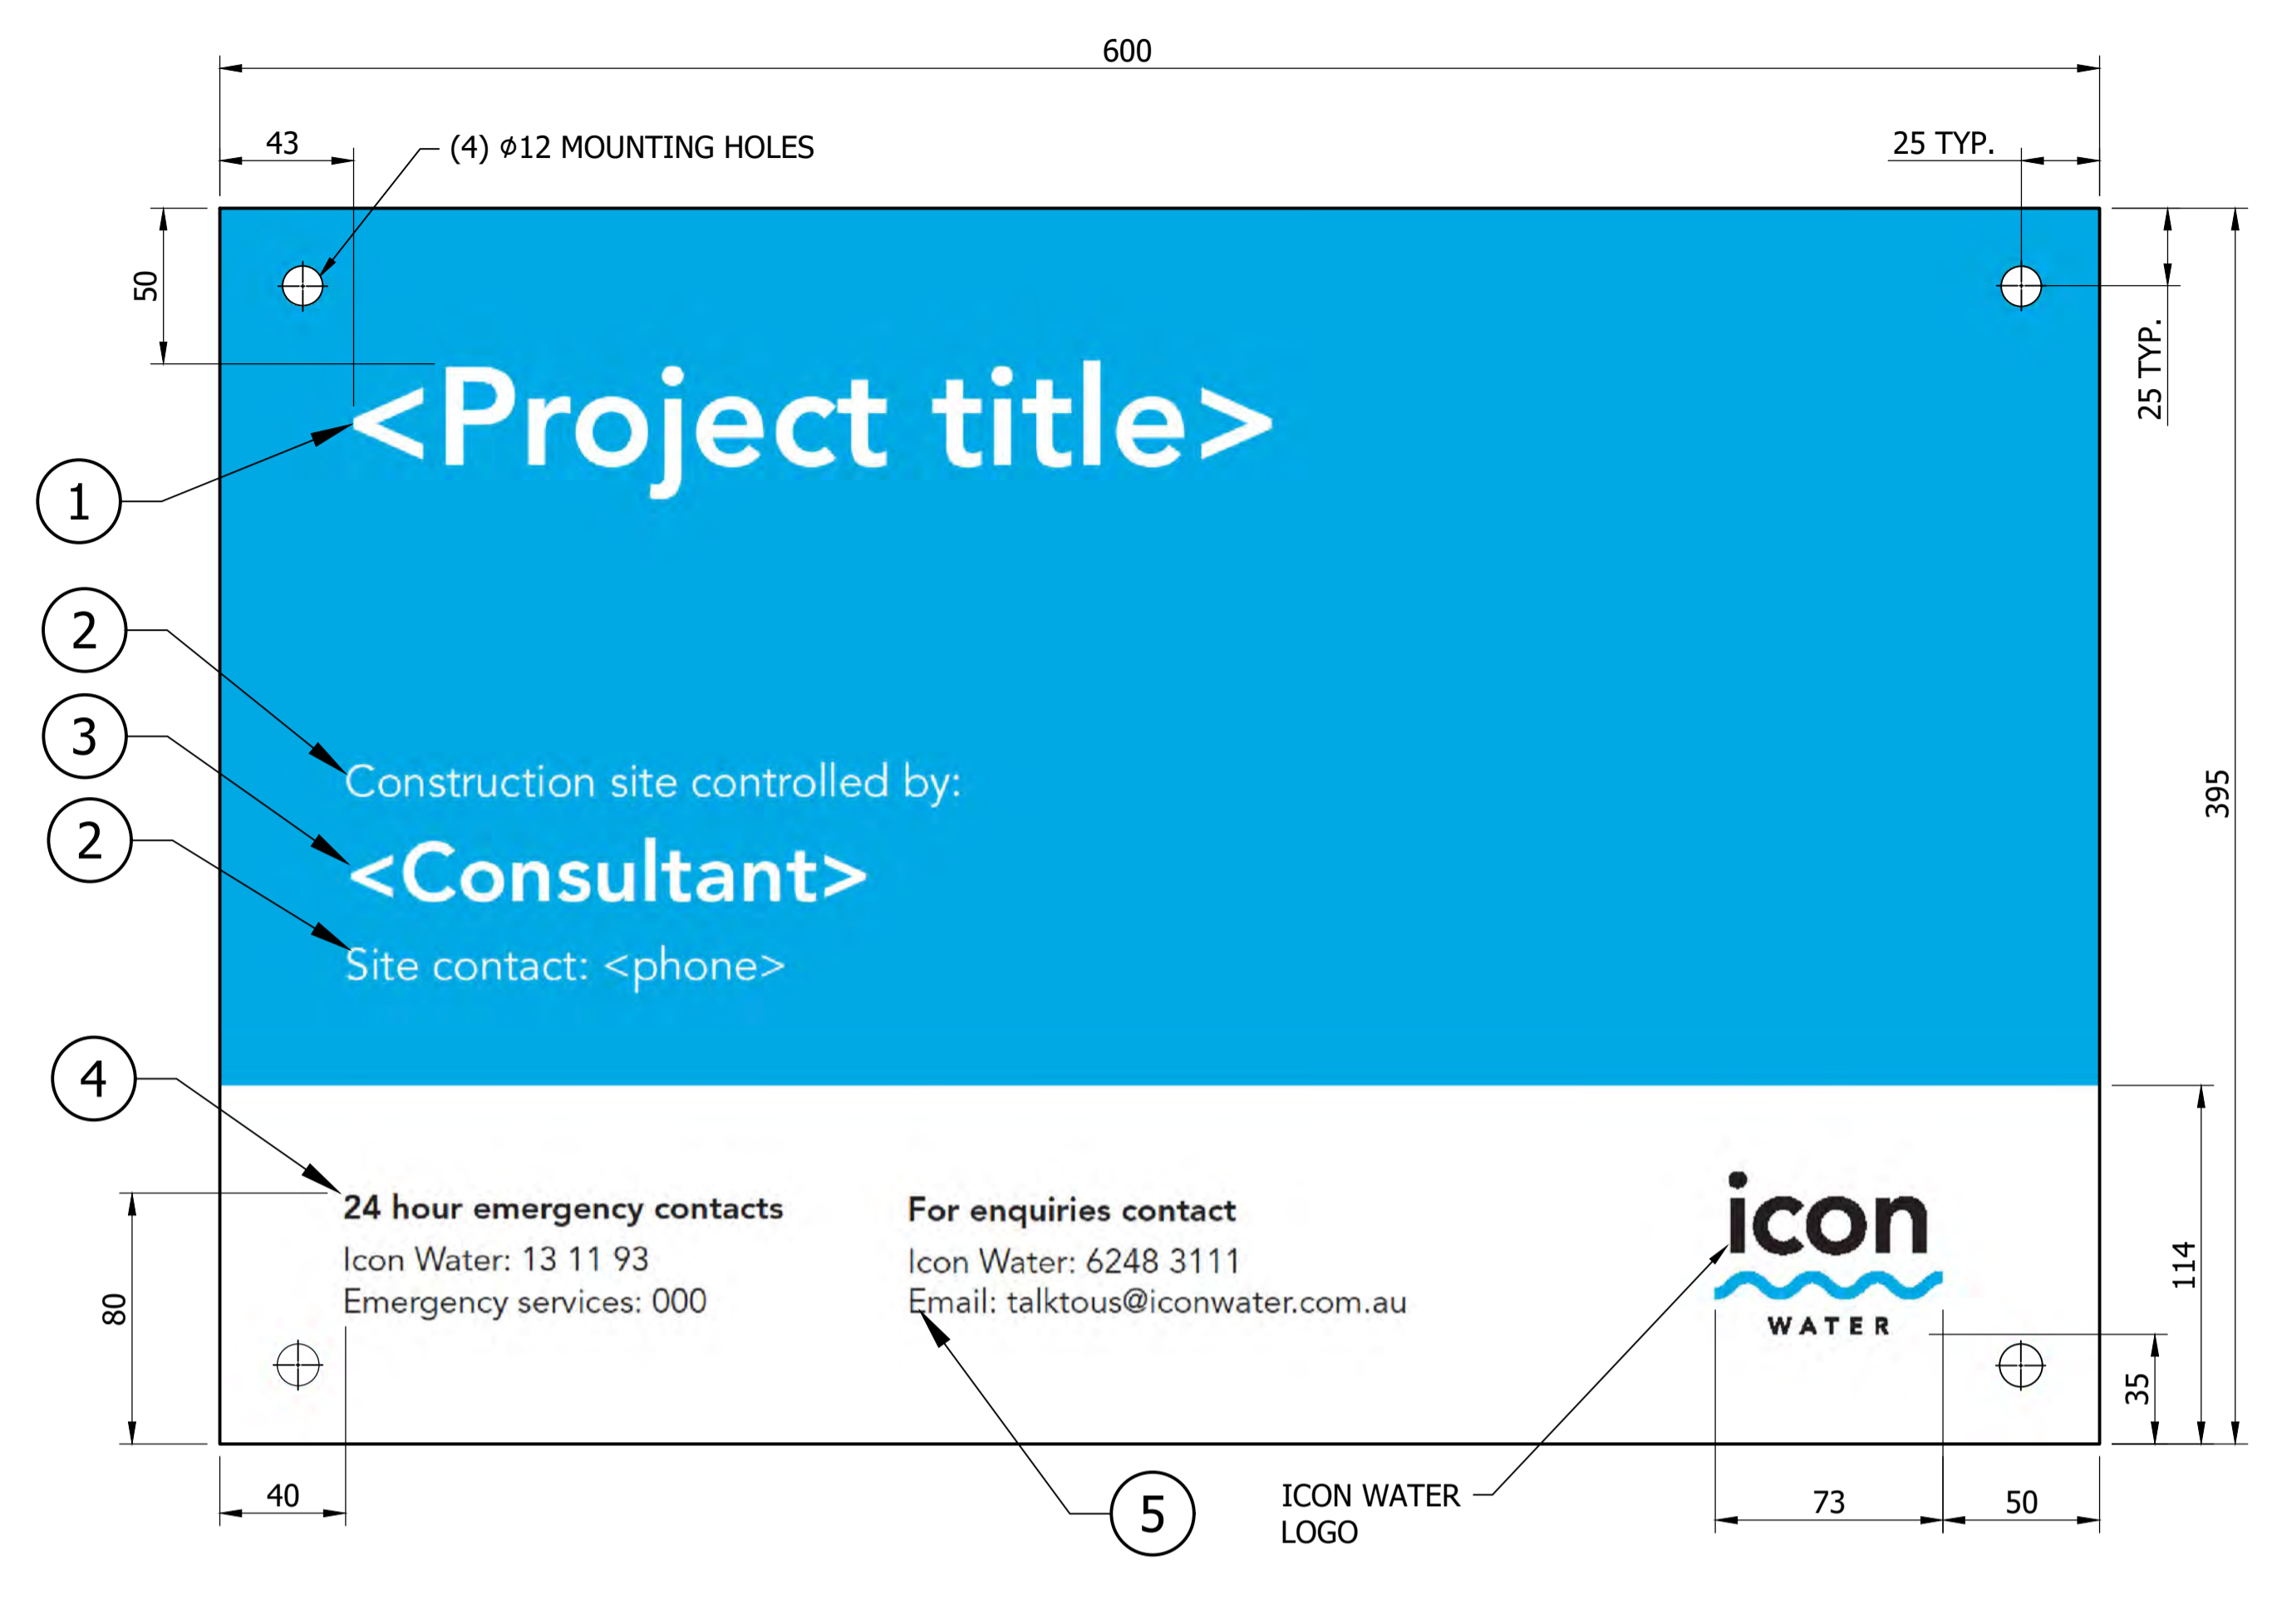 600
43
(4) ⌀12 MOUNTING HOLES
25 TYP.
50
25 TYP.
<Project title>
1
2
3
2
Construction site controlled by:
<Consultant>
Site contact: <phone>
395
4
24 hour emergency contacts
Icon Water: 13 11 93
Emergency services: 000
For enquiries contact
Icon Water: 6248 3111
Email: talktous@iconwater.com.au
icon
WATER
80
114
35
40
5
ICON WATER
LOGO
73
50